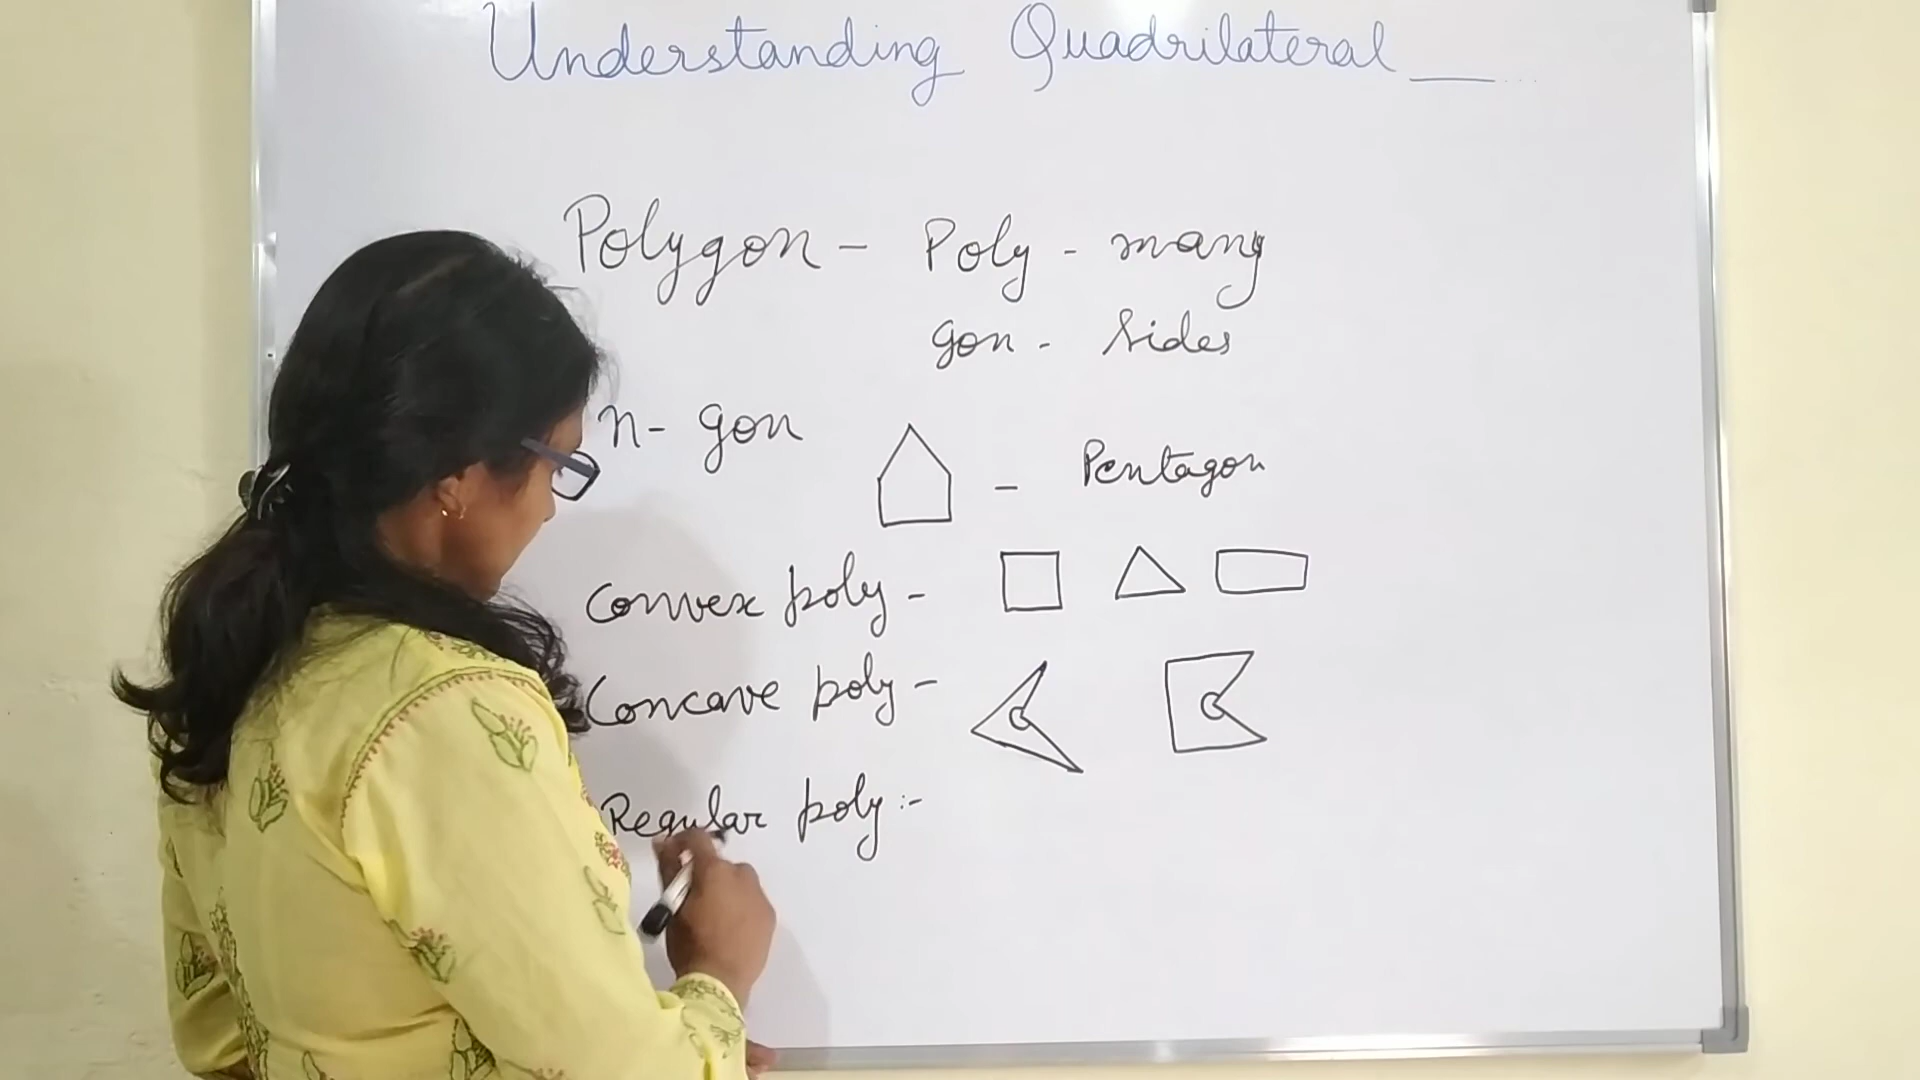 Understanding Quadrilateral
Polygon - Poly - many
gon - sides
n - gon
- Pentagon
Convex poly -
Concave poly -
Regular poly :-